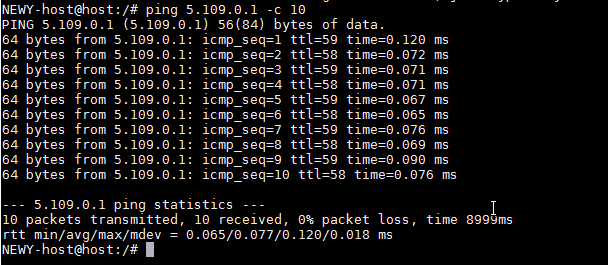 NEWY-host@host:/# ping 5.109.0.1 -c 10
PING 5.109.0.1 (5.109.0.1) 56(84) bytes of data.
64 bytes from 5.109.0.1: icmp_seq=1 ttl=59 time=0.120 ms
64 bytes from 5.109.0.1: icmp_seq=2 ttl=58 time=0.072 ms
64 bytes from 5.109.0.1: icmp_seq=3 ttl=59 time=0.071 ms
64 bytes from 5.109.0.1: icmp_seq=4 ttl=58 time=0.071 ms
64 bytes from 5.109.0.1: icmp_seq=5 ttl=59 time=0.067 ms
64 bytes from 5.109.0.1: icmp_seq=6 ttl=58 time=0.065 ms
64 bytes from 5.109.0.1: icmp_seq=7 ttl=59 time=0.076 ms
64 bytes from 5.109.0.1: icmp_seq=8 ttl=58 time=0.069 ms
64 bytes from 5.109.0.1: icmp_seq=9 ttl=59 time=0.090 ms
64 bytes from 5.109.0.1: icmp_seq=10 ttl=58 time=0.076 ms
--- 5.109.0.1 ping statistics ---
10 packets transmitted, 10 received, 0% packet loss, time 8999ms
rtt min/avg/max/mdev = 0.065/0.077/0.120/0.018 ms
NEWY-host@host:/#